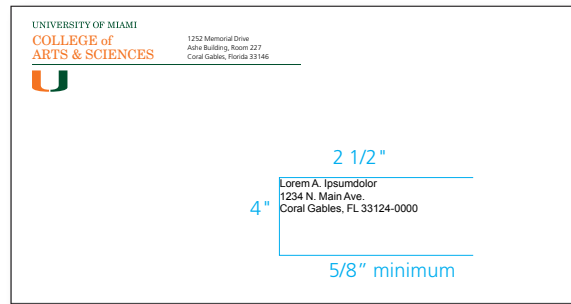 UNIVERSITY OF MIAMI
COLLEGE of
ARTS & SCIENCES
1252 Memorial Drive
Ashe Building, Room 227
Coral Gables, Florida 33146
2 1/2"
4"
Lorem A. Ipsumdolor
1234 N. Main Ave.
Coral Gables, FL 33124-0000
5/8” minimum